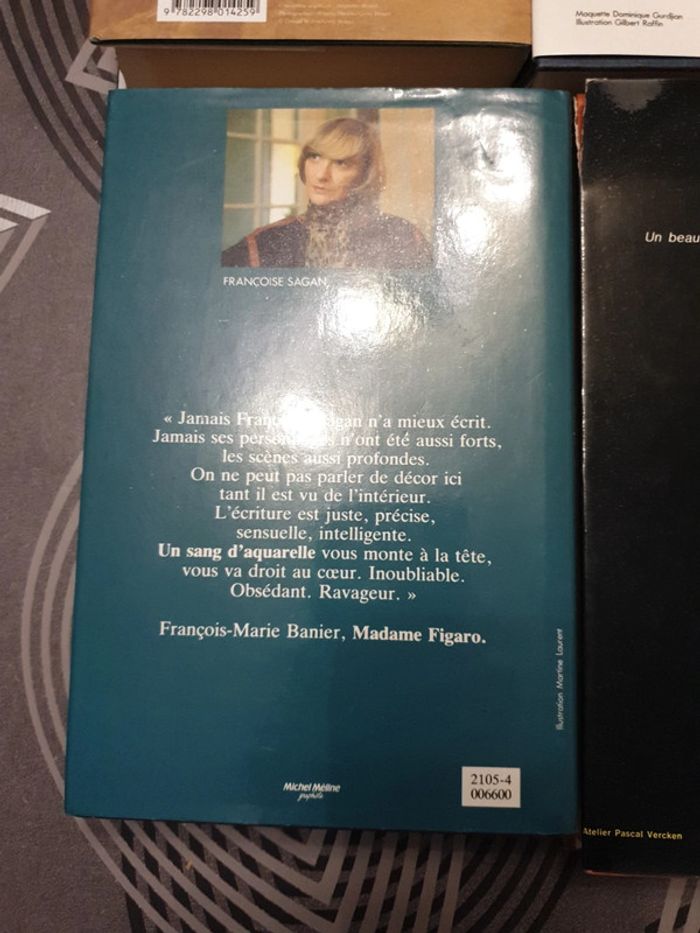 9 782298 014259
Maquette Dominique Gurdjian
Illustration Gilbert Raffin
Un beau
FRANÇOISE SAGAN
« Jamais Françoise Sagan n'a mieux écrit.
Jamais ses personnages n'ont été aussi forts,
les scènes aussi profondes.
On ne peut pas parler de décor ici
tant il est vu de l'intérieur.
L'écriture est juste, précise,
sensuelle, intelligente.
Un sang d'aquarelle vous monte à la tête,
vous va droit au cœur. Inoubliable.
Obsédant. Ravageur. »
François-Marie Banier, Madame Figaro.
Illustration Martine Laurent
Michel Méline
graphiste
2105-4
006600
Atelier Pascal Vercken